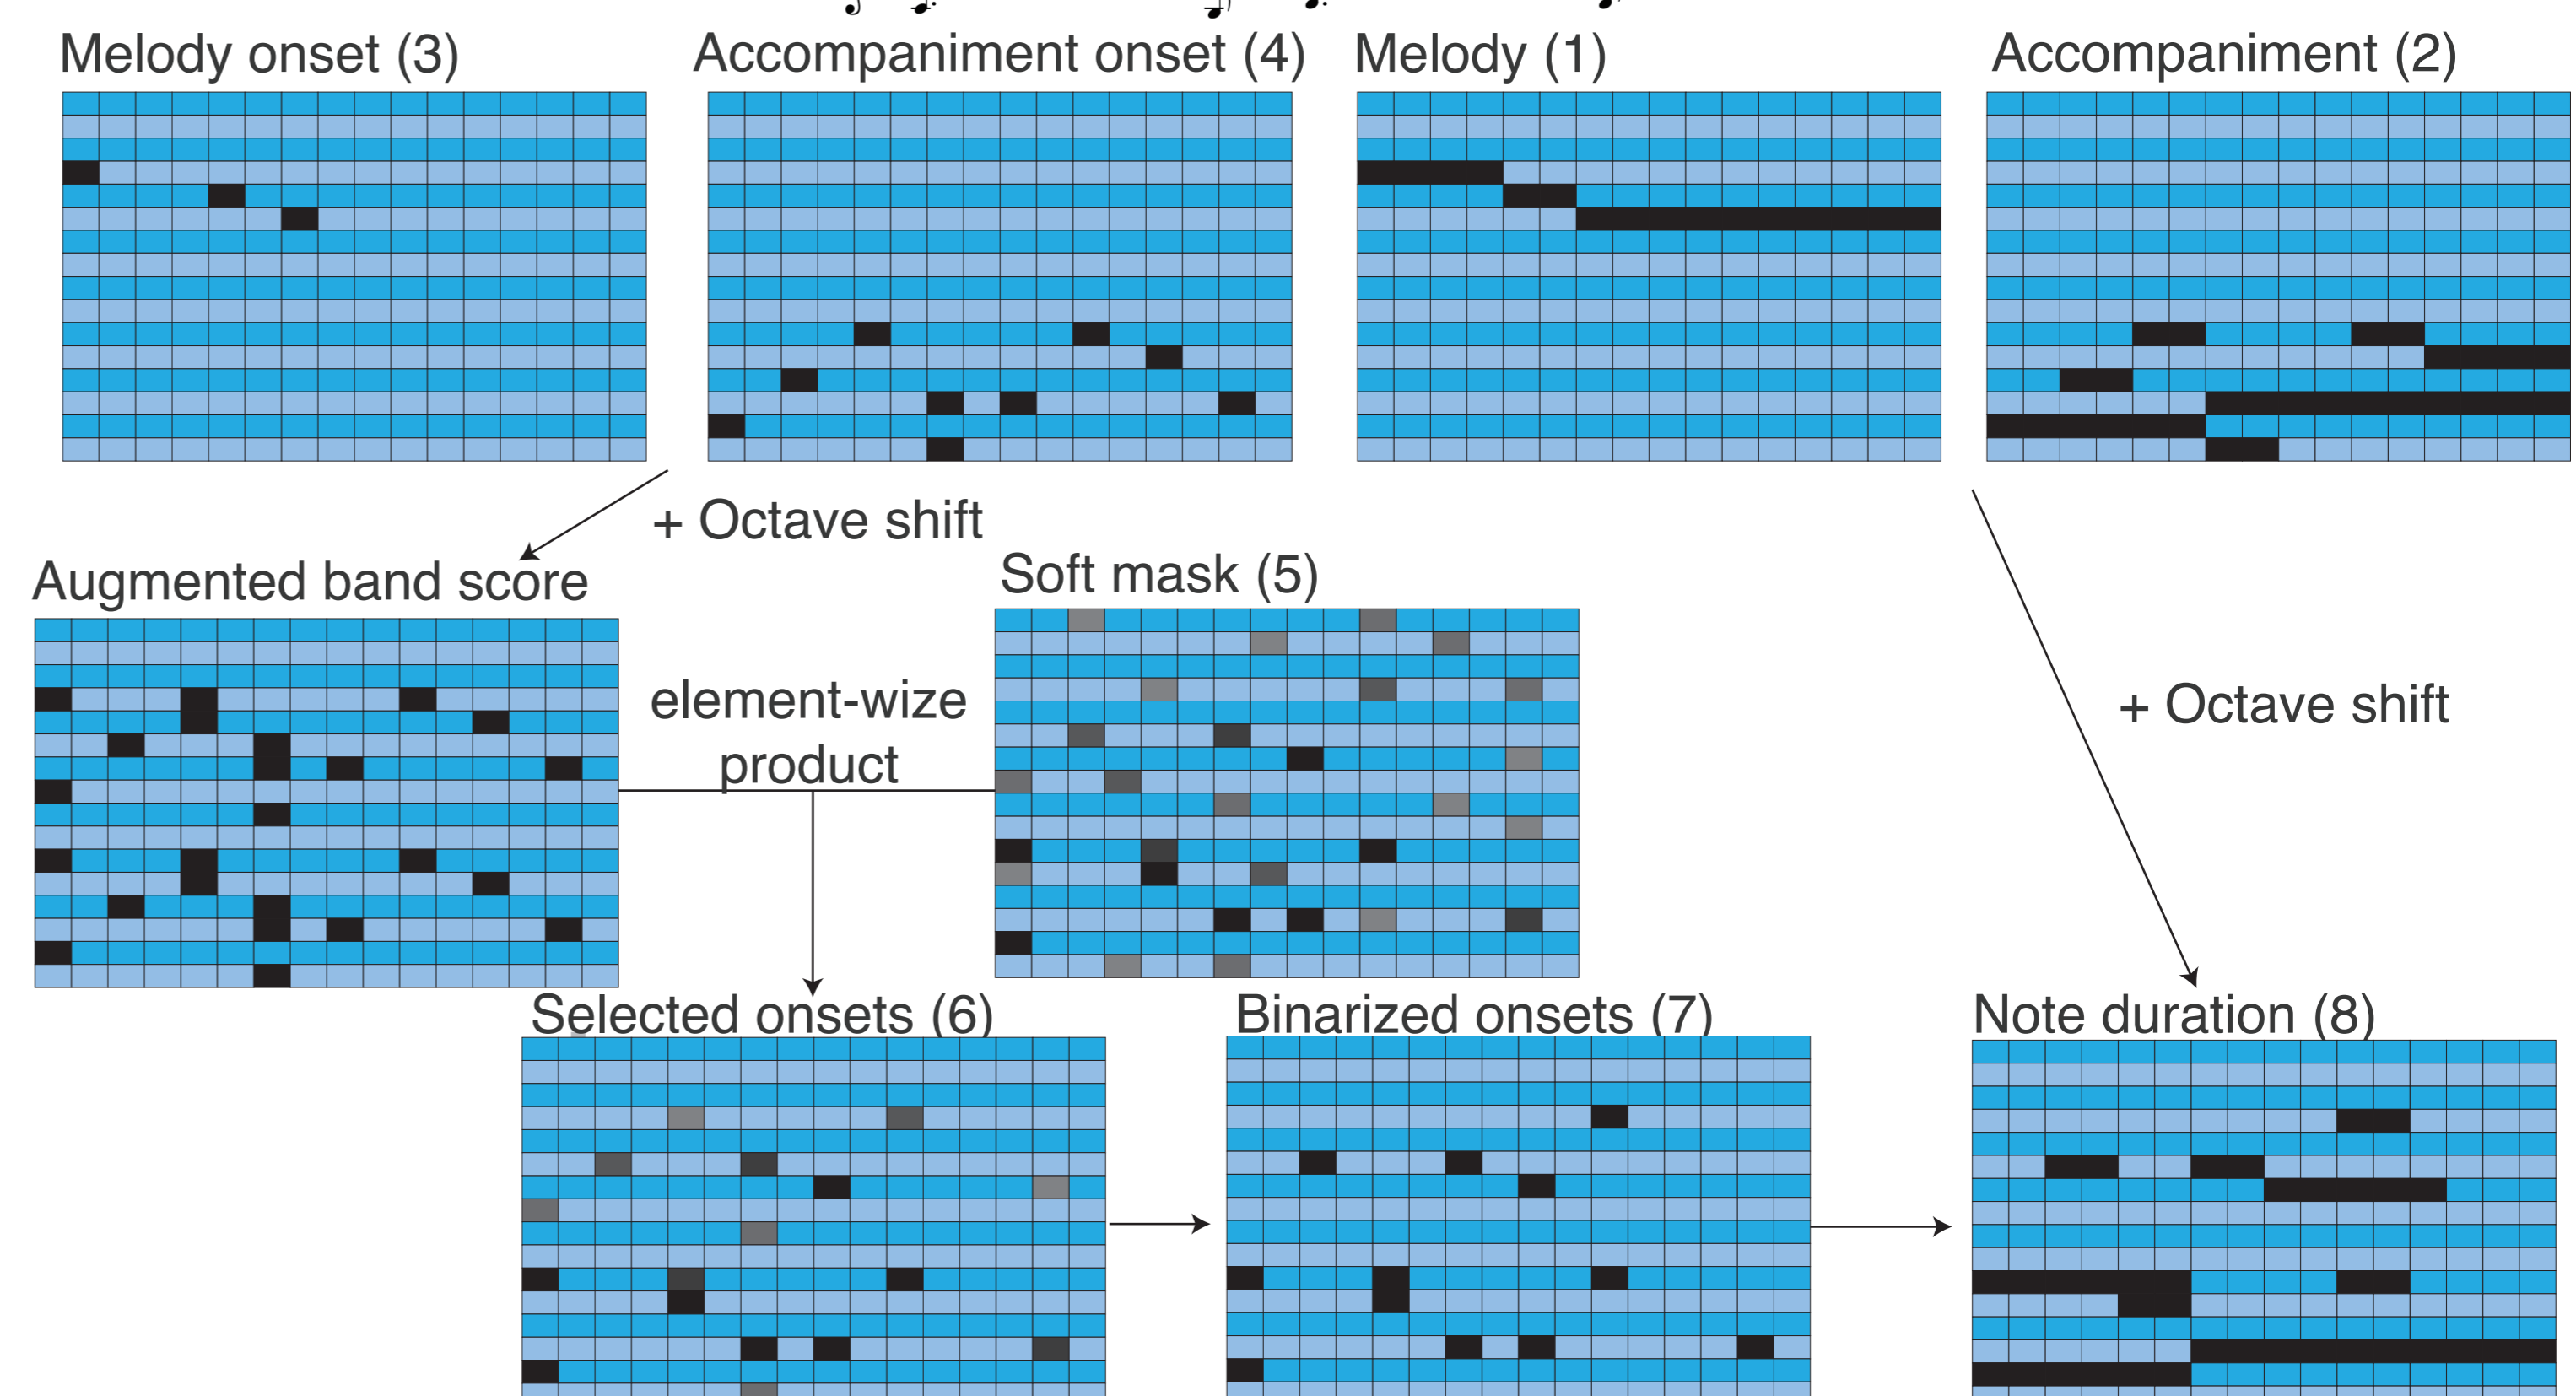 Melody onset (3)
Accompaniment onset (4)
Melody (1)
Accompaniment (2)
+ Octave shift
Augmented band score
Soft mask (5)
element-wize
product
+ Octave shift
Selected onsets (6)
Binarized onsets (7)
Note duration (8)